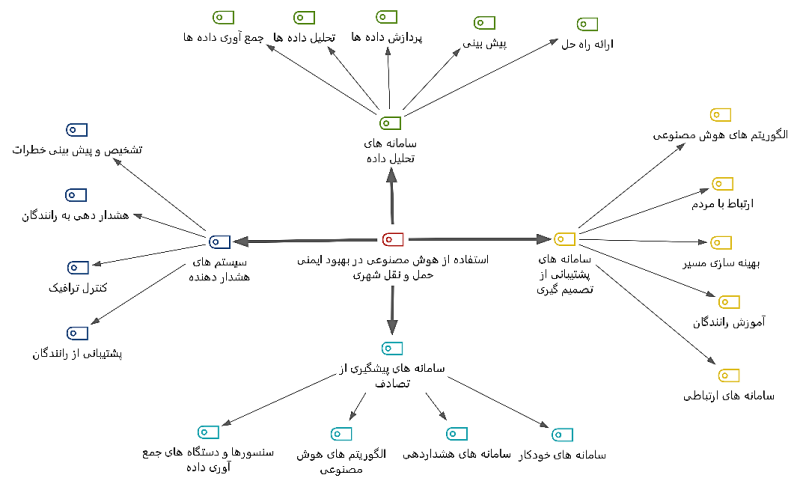 ارائه راه حل
پیش بینی
پردازش داده ها
تحلیل داده ها
جمع آوری داده ها
سامانه های
تحلیل داده
الگوریتم های هوش مصنوعی
ارتباط با مردم
بهینه سازی مسیر
آموزش رانندگان
سامانه های ارتباطی
سامانه های
پشتیبانی از
تصمیم گیری
استفاده از هوش مصنوعی در بهبود ایمنی
حمل و نقل شهری
سیستم های
هشدار دهنده
تشخیص و پیش بینی خطرات
هشدار دهی به رانندگان
کنترل ترافیک
پشتیبانی از رانندگان
سامانه های پیشگیری از
تصادف
سامانه های خودکار
سامانه های هشداردهی
الگوریتم های هوش
مصنوعی
سنسورها و دستگاه های جمع
آوری داده